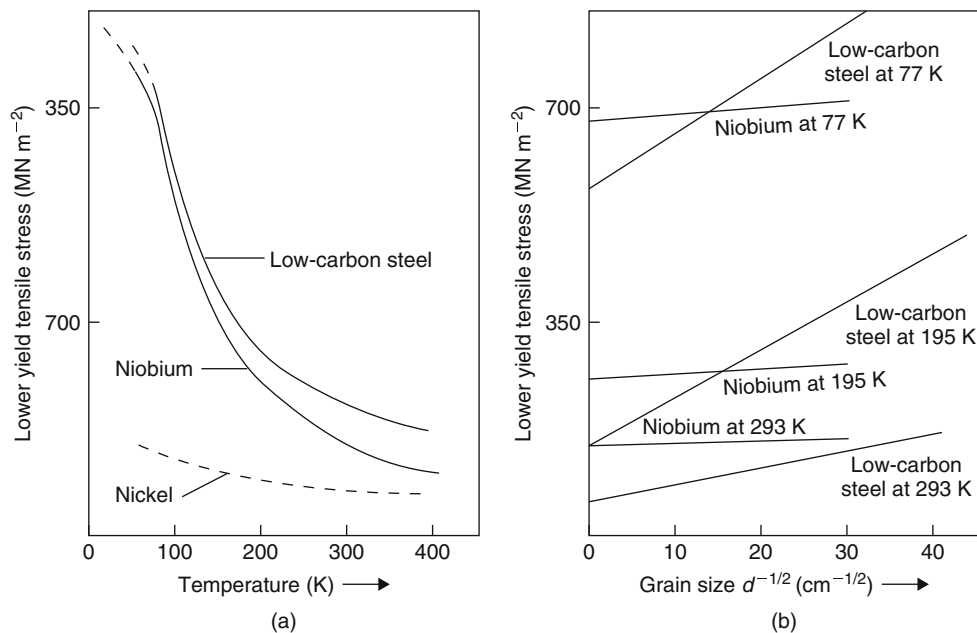 Lower yield tensile stress (MN m⁻²)
350
700
Low-carbon steel
Niobium
Nickel
0
100
200
300
400
Temperature (K)
(a)
Lower yield tensile stress (MN m⁻²)
700
350
Low-carbon
steel at 77 K
Niobium at 77 K
Low-carbon
steel at 195 K
Niobium at 195 K
Niobium at 293 K
Low-carbon
steel at 293 K
0
10
20
30
40
Grain size d⁻¹/² (cm⁻¹/²)
(b)